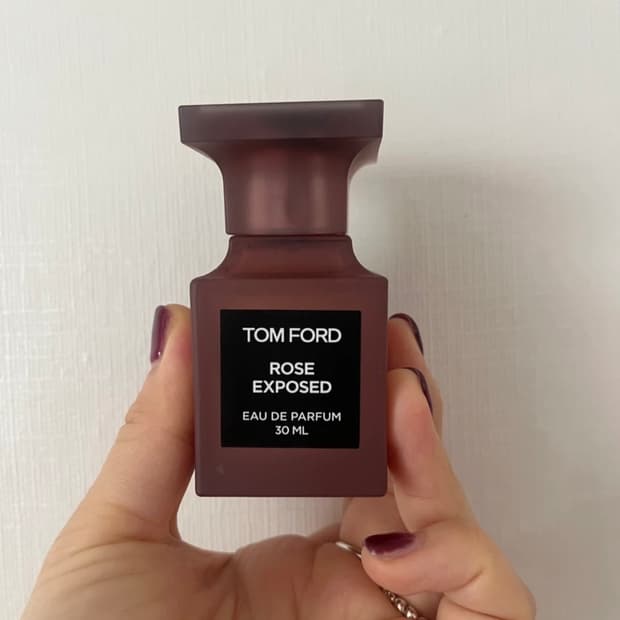 TOM FORD
ROSE
EXPOSED
EAU DE PARFUM
30 ML